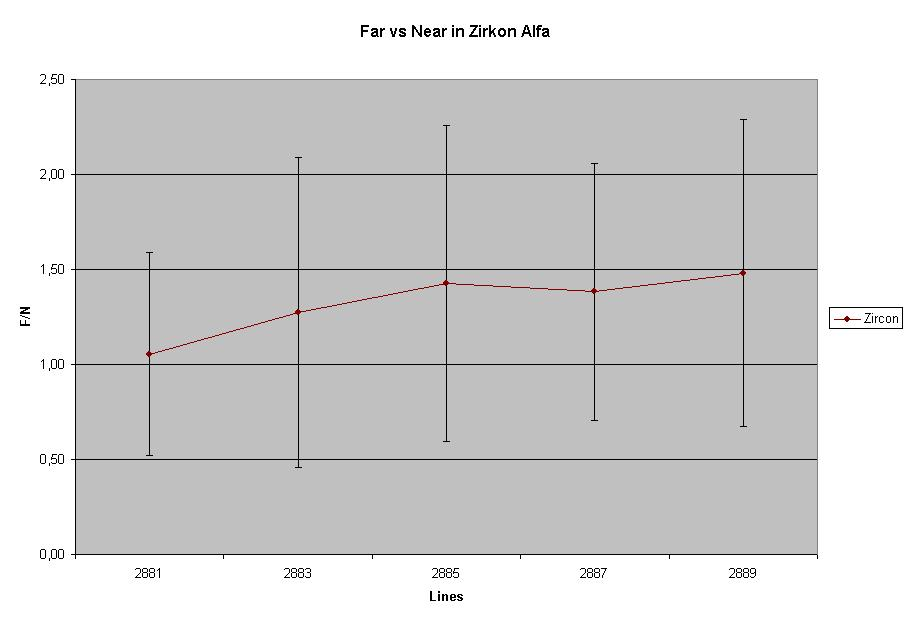 Far vs Near in Zirkon Alfa
2,50
2,00
1,50
1,00
0,50
0,00
F/N
2881 2883 2885 2887 2889
Lines
Zircon